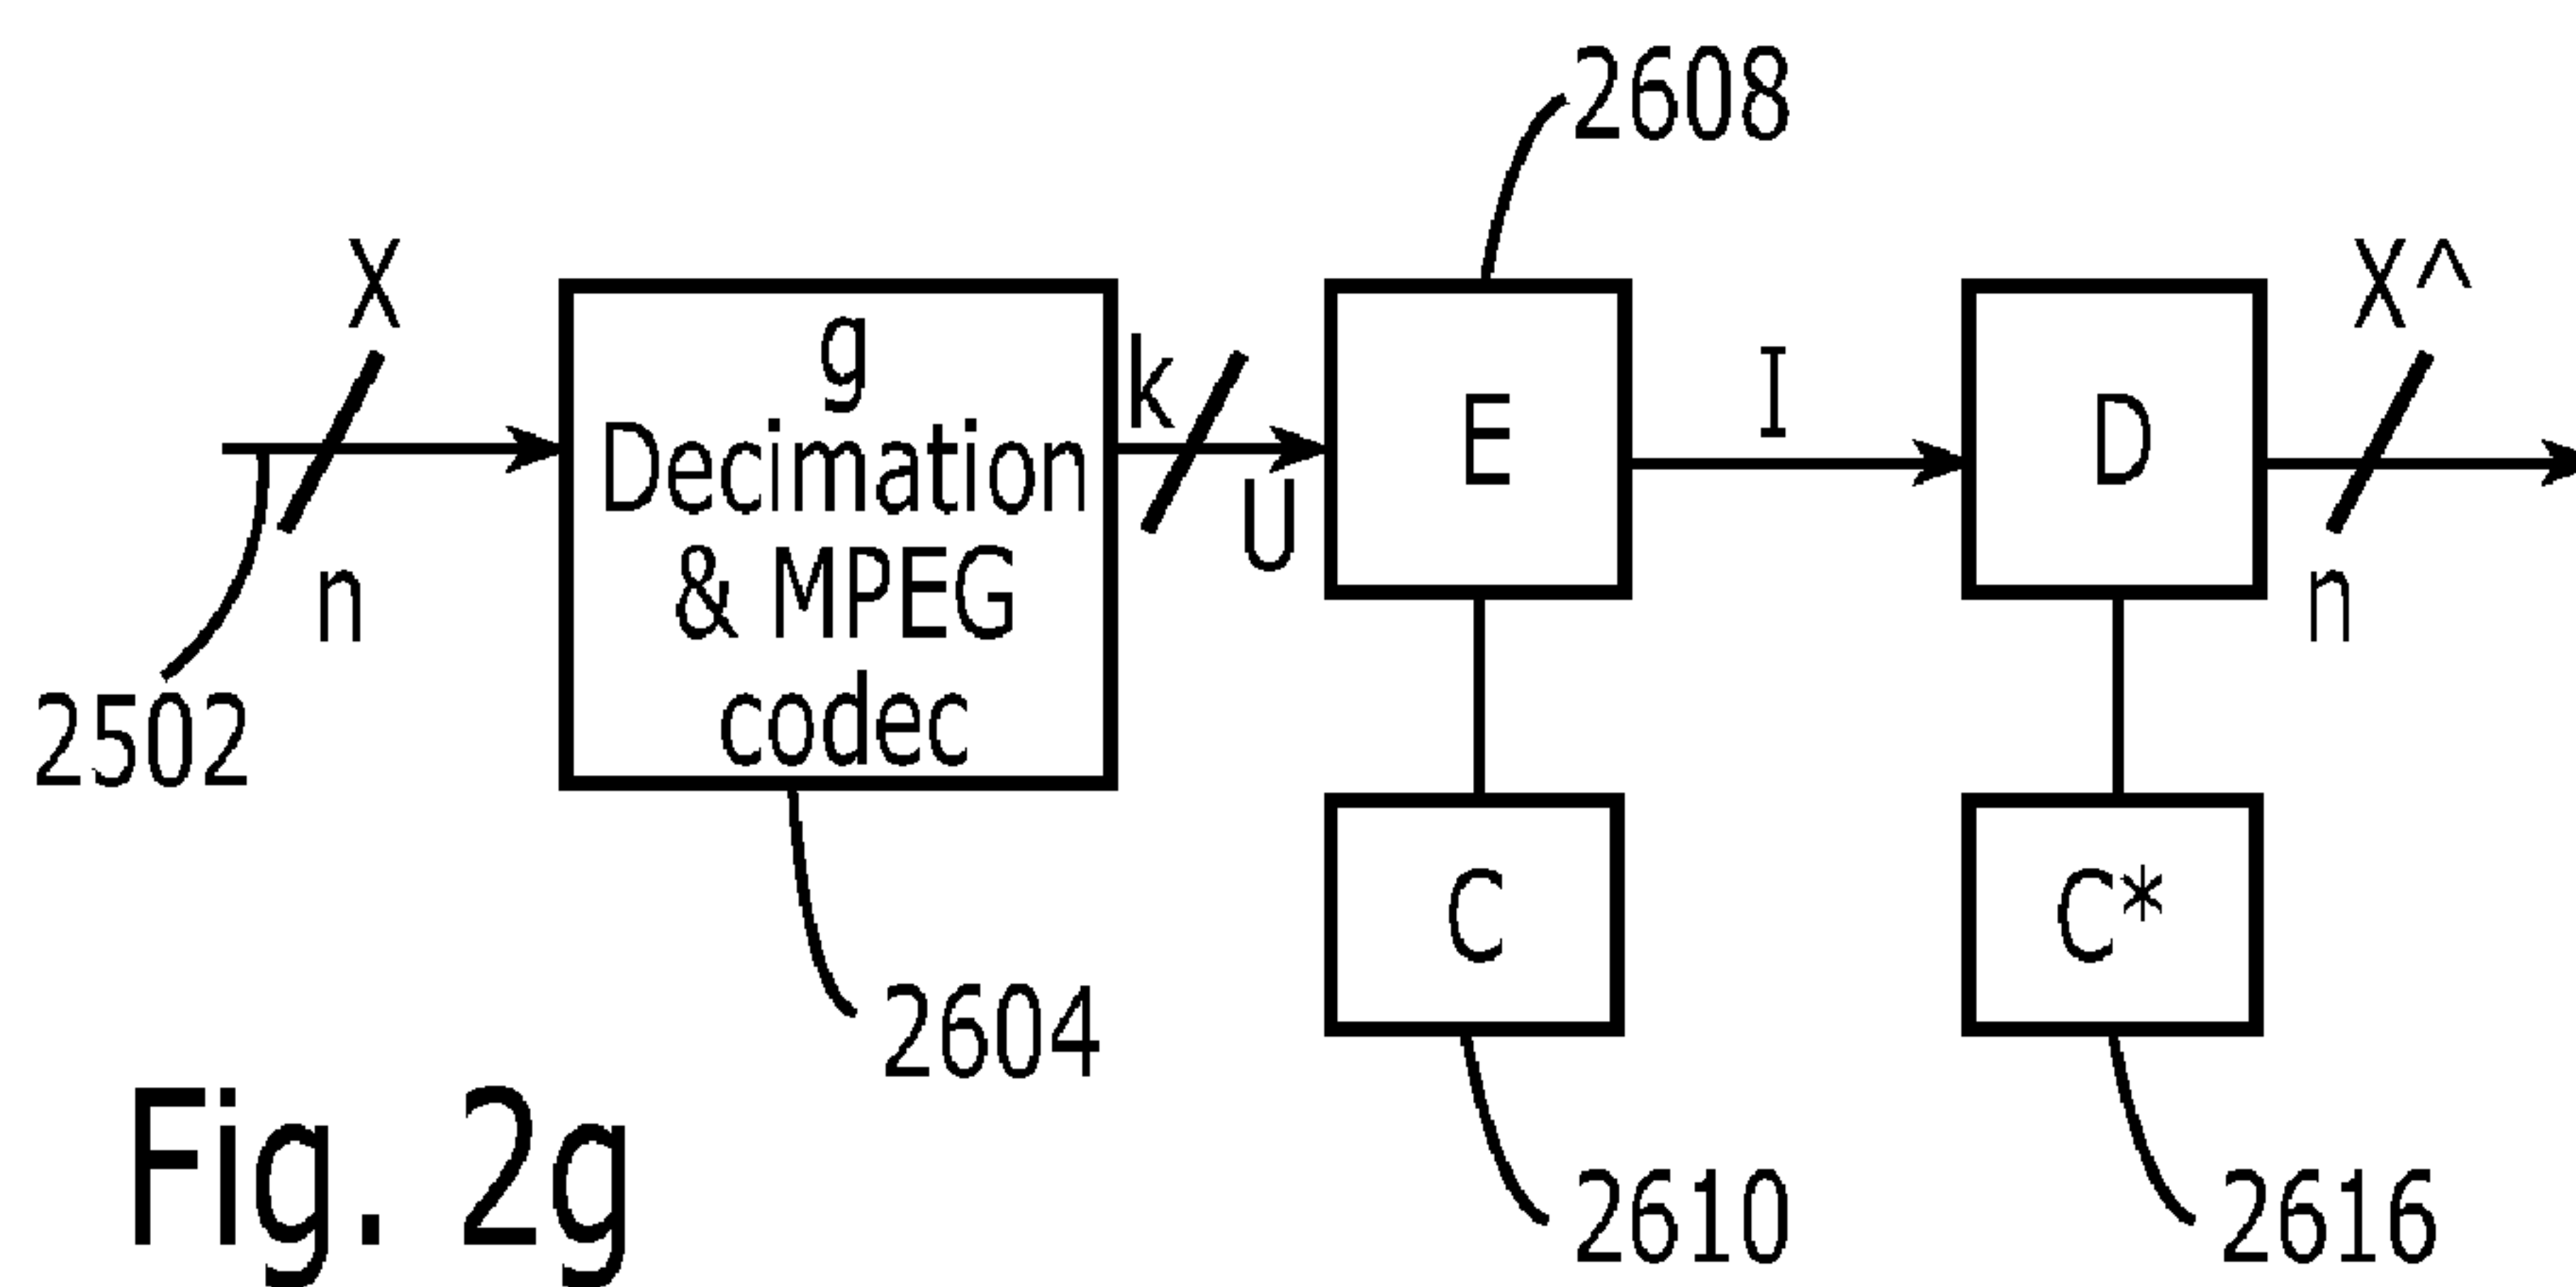 2608
X
X^
g
Decimation
& MPEG
codec
k
U
E
I
D
n
n
2502
C
C*
2604
2610
2616
Fig. 2g